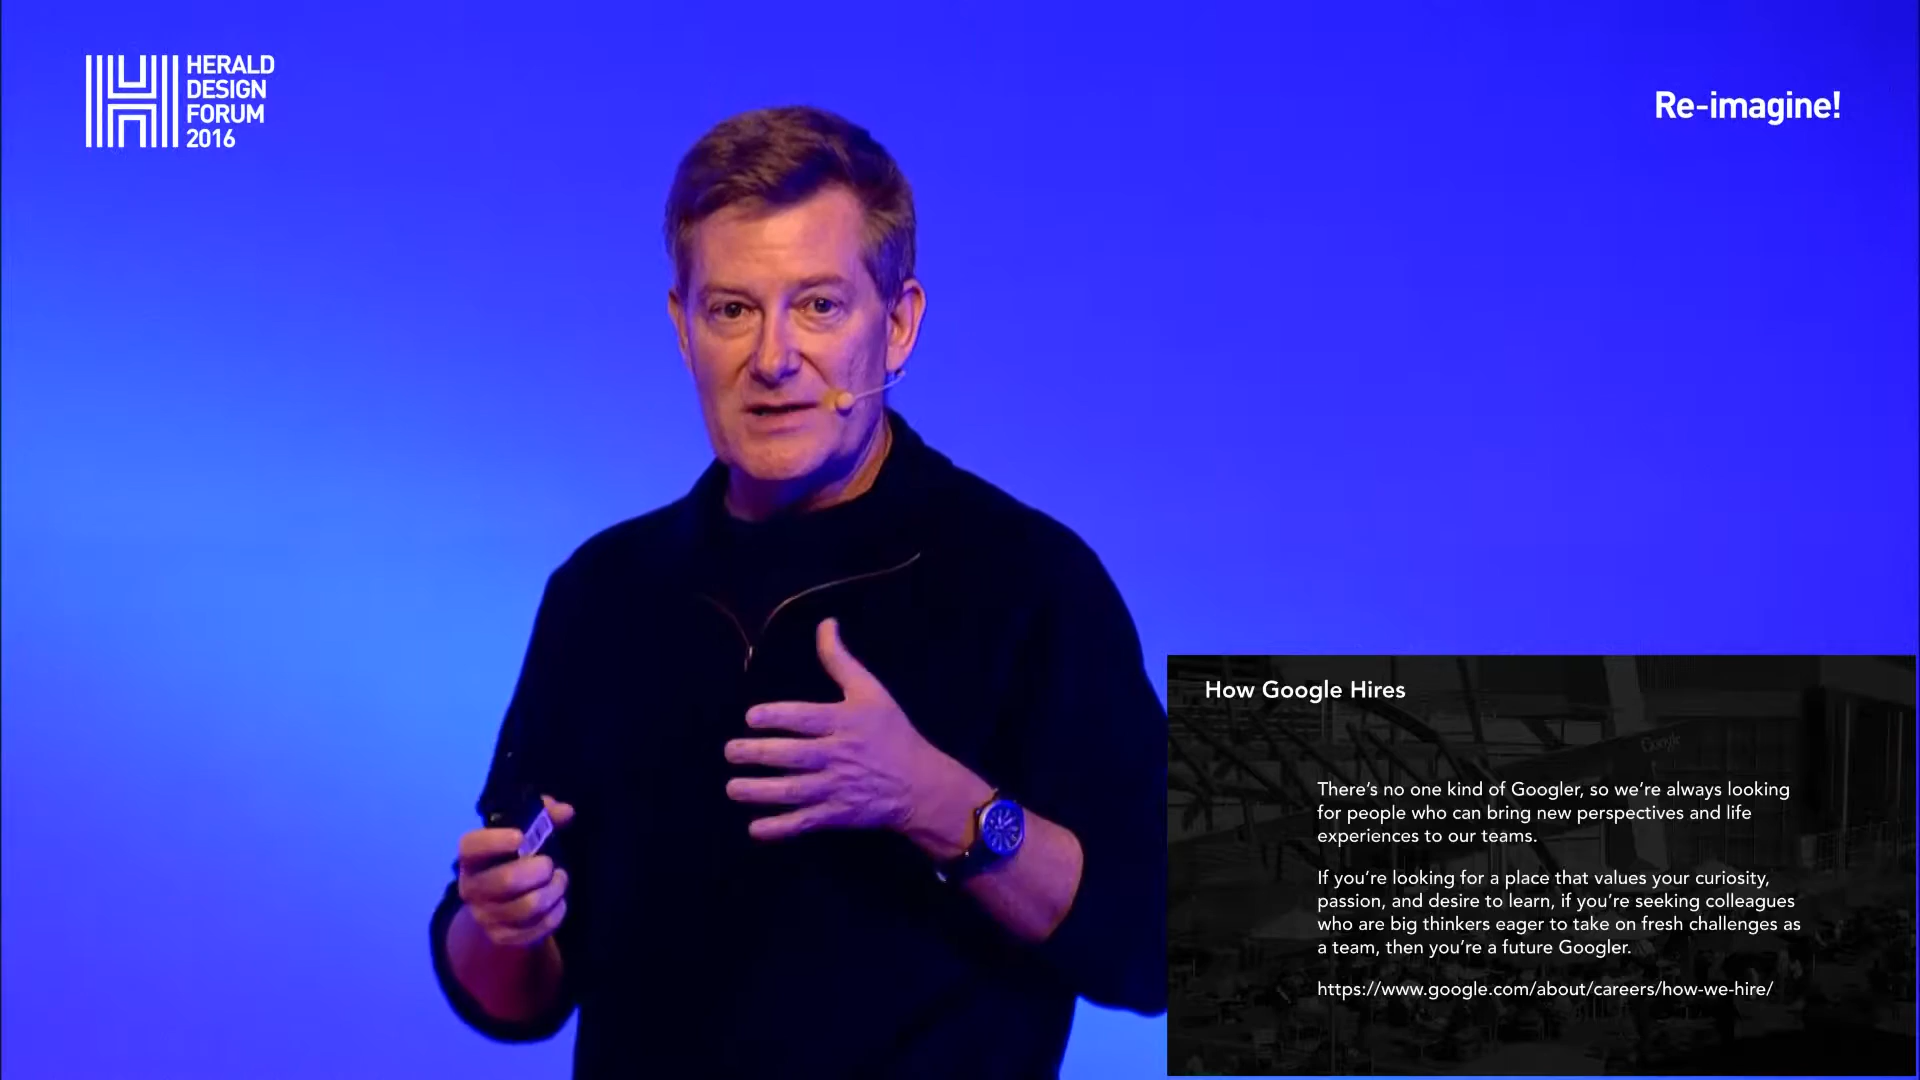 HERALD
DESIGN
FORUM
2016
Re-imagine!
How Google Hires
Google
There's no one kind of Googler, so we're always looking
for people who can bring new perspectives and life
experiences to our teams.
If you're looking for a place that values your curiosity,
passion, and desire to learn, if you're seeking colleagues
who are big thinkers eager to take on fresh challenges as
a team, then you're a future Googler.
https://www.google.com/about/careers/how-we-hire/